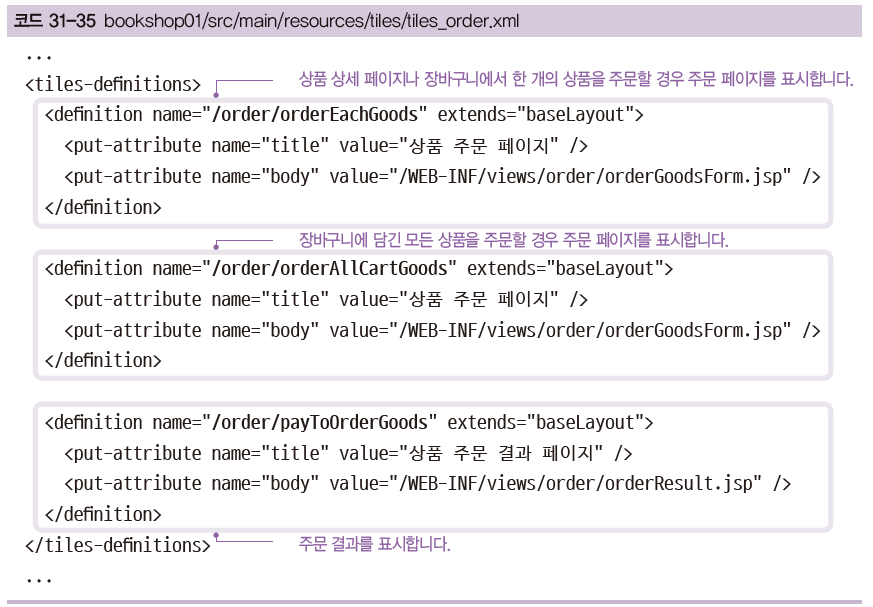 코드 31-35 bookshop01/src/main/resources/tiles/tiles_order.xml
...
<tiles-definitions> 상품 상세 페이지나 장바구니에서 한 개의 상품을 주문할 경우 주문 페이지를 표시합니다.
<definition name="/order/orderEachGoods" extends="baseLayout">
<put-attribute name="title" value="상품 주문 페이지" />
<put-attribute name="body" value="/WEB-INF/views/order/orderGoodsForm.jsp" />
</definition>
장바구니에 담긴 모든 상품을 주문할 경우 주문 페이지를 표시합니다.
<definition name="/order/orderAllCartGoods" extends="baseLayout">
<put-attribute name="title" value="상품 주문 페이지" />
<put-attribute name="body" value="/WEB-INF/views/order/orderGoodsForm.jsp" />
</definition>
<definition name="/order/payToOrderGoods" extends="baseLayout">
<put-attribute name="title" value="상품 주문 결과 페이지" />
<put-attribute name="body" value="/WEB-INF/views/order/orderResult.jsp" />
</definition>
</tiles-definitions> 주문 결과를 표시합니다.
...